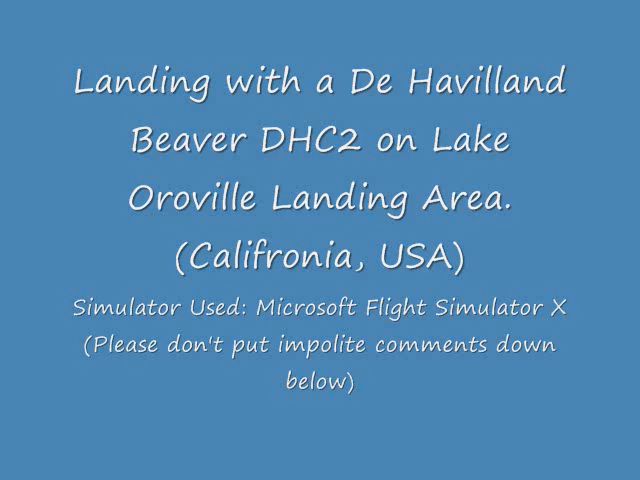 Landing with a De Havilland
Beaver DHC2 on Lake
Oroville Landing Area.
(Califronia, USA)
Simulator Used: Microsoft Flight Simulator X
(Please don't put impolite comments down
below)